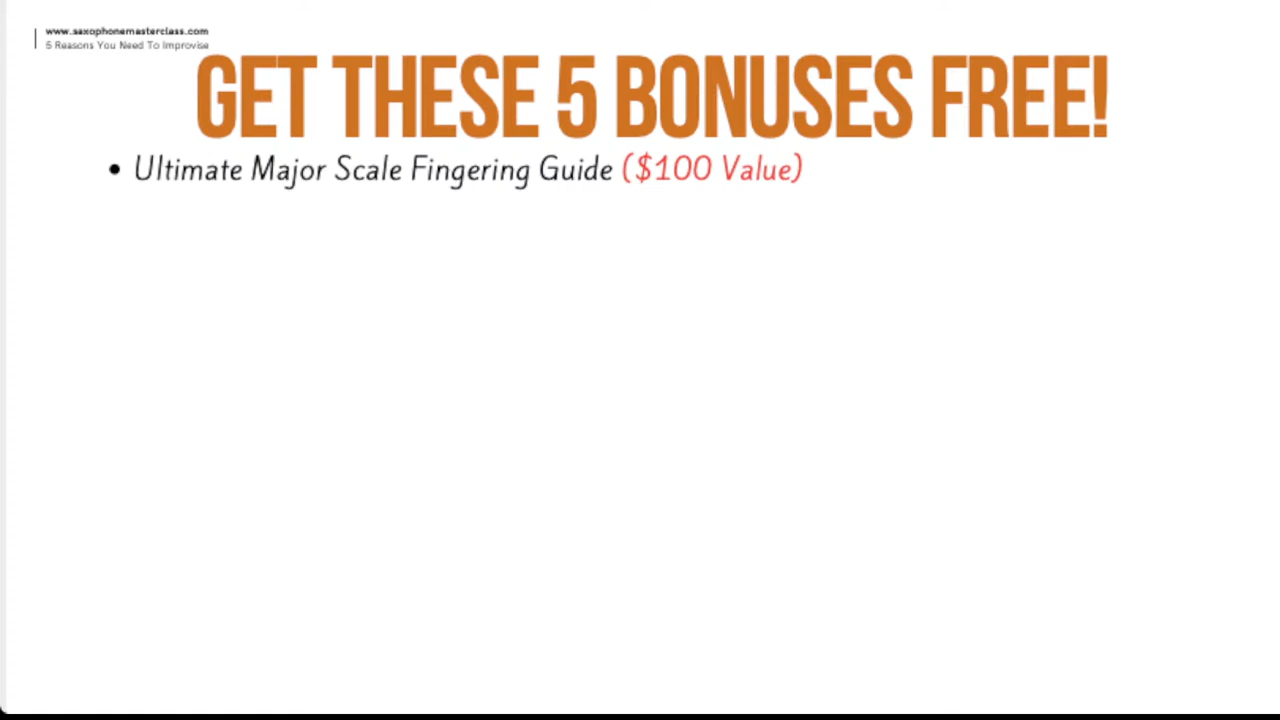 www.saxophonemasterclass.com
5 Reasons You Need To Improvise
GET THESE 5 BONUSES FREE!
• Ultimate Major Scale Fingering Guide ($100 Value)